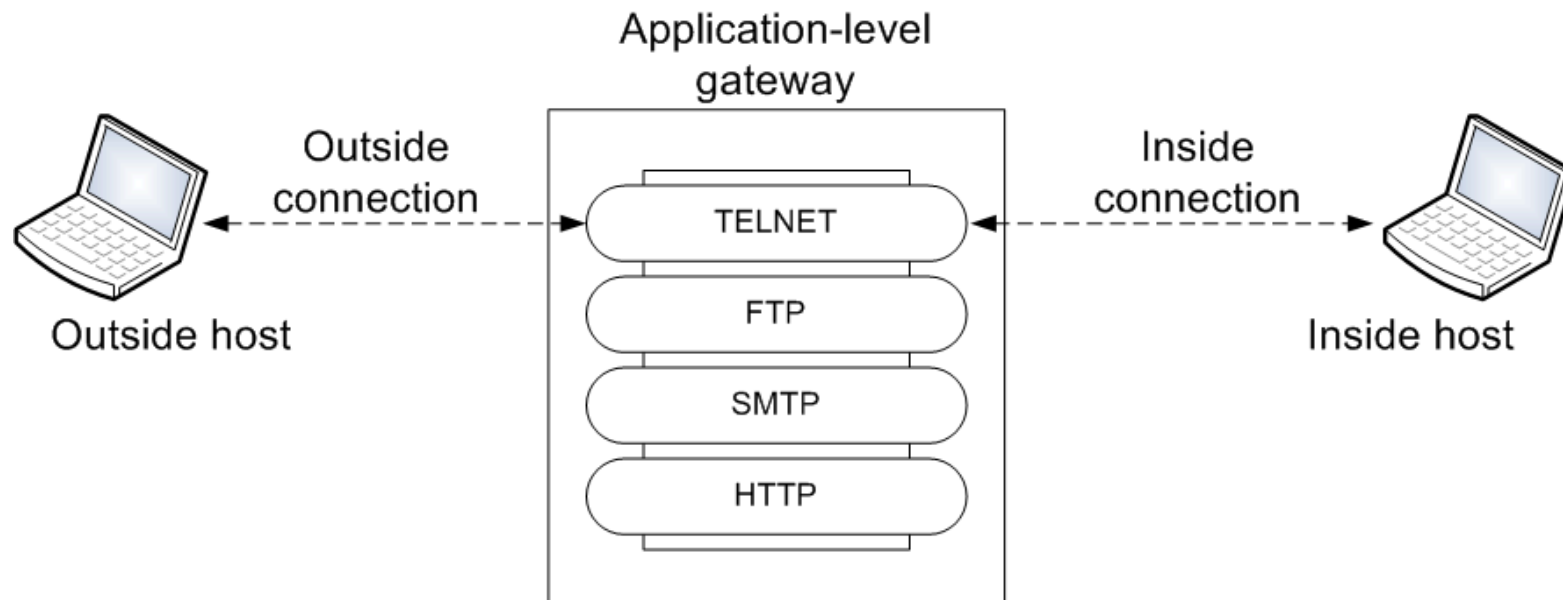 Application-level
gateway
Outside
connection
Inside
connection
TELNET
FTP
SMTP
HTTP
Outside host
Inside host